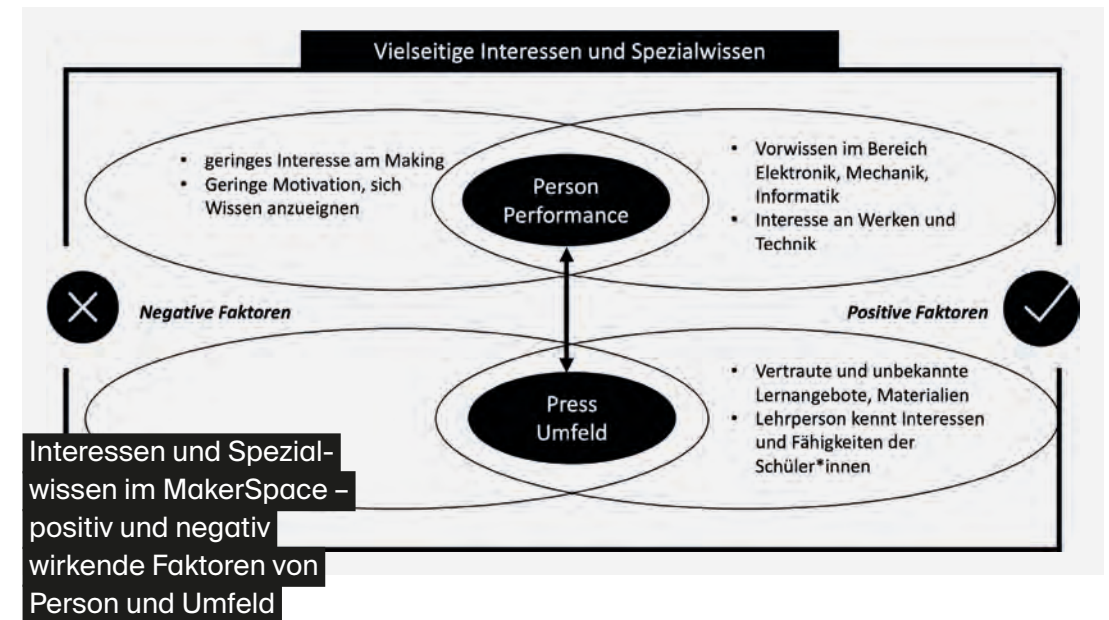 Vielseitige Interessen und Spezialwissen
• geringes Interesse am Making
• Geringe Motivation, sich
Wissen anzueignen
Person
Performance
• Vorwissen im Bereich
Elektronik, Mechanik,
Informatik
• Interesse an Werken und
Technik
Negative Faktoren
Positive Faktoren
Press
Umfeld
• Vertraute und unbekannte
Lernangebote, Materialien
• Lehrperson kennt Interessen
und Fähigkeiten der
Schüler*innen
Interessen und Spezial-
wissen im MakerSpace –
positiv und negativ
wirkende Faktoren von
Person und Umfeld